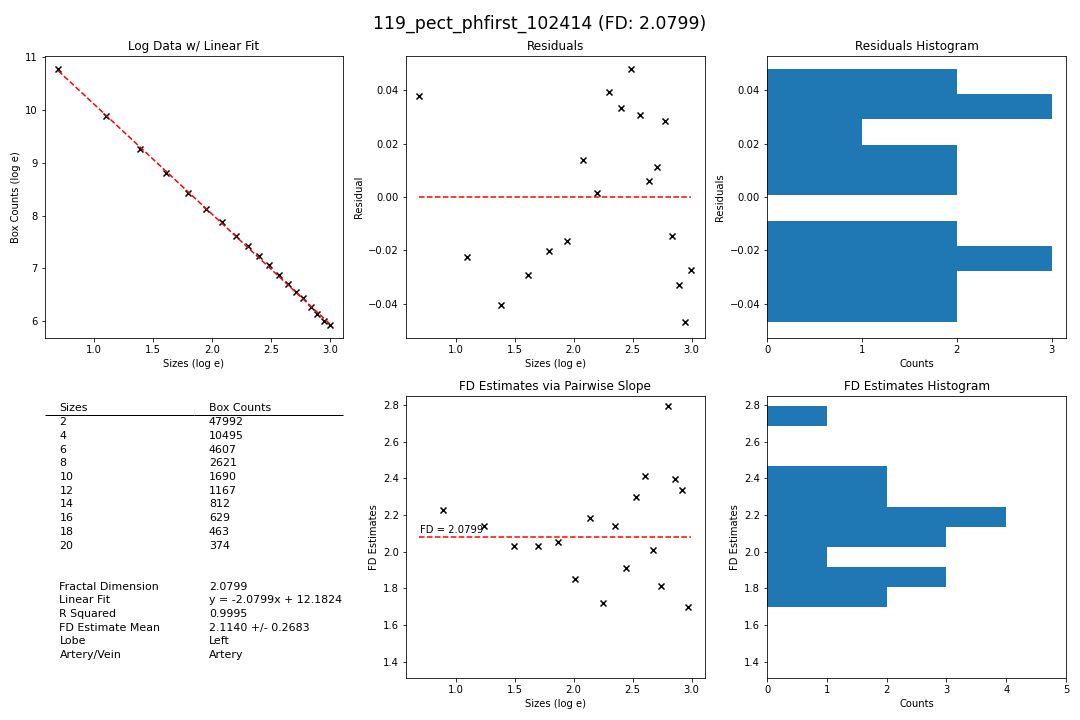 119_pect_phfirst_102414 (FD: 2.0799)
Log Data w/ Linear Fit
Box Counts (log e)
11
10
9
8
7
6
1.0 1.5 2.0 2.5 3.0
Sizes (log e)
Residuals
Residual
0.04
0.02
0.00
−0.02
−0.04
1.0 1.5 2.0 2.5 3.0
Sizes (log e)
Residuals Histogram
Residuals
0.04
0.02
0.00
−0.02
−0.04
0 1 2 3
Counts
Sizes Box Counts
2 47992
4 10495
6 4607
8 2621
10 1690
12 1167
14 812
16 629
18 463
20 374
Fractal Dimension 2.0799
Linear Fit y = -2.0799x + 12.1824
R Squared 0.9995
FD Estimate Mean 2.1140 +/- 0.2683
Lobe Left
Artery/Vein Artery
FD Estimates via Pairwise Slope
FD Estimates
2.8
2.6
2.4
2.2
2.0
1.8
1.6
1.4
FD = 2.0799
1.0 1.5 2.0 2.5 3.0
Sizes (log e)
FD Estimates Histogram
FD Estimates
2.8
2.6
2.4
2.2
2.0
1.8
1.6
1.4
0 1 2 3 4 5
Counts